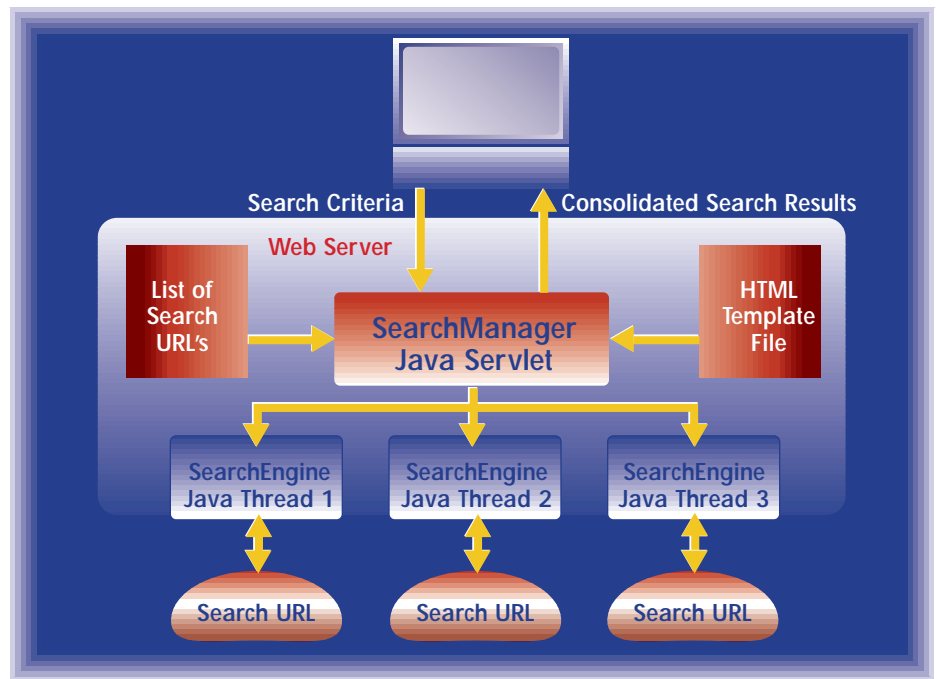 Search Criteria
Consolidated Search Results
Web Server
List of
Search
URL's
HTML
Template
File
SearchManager
Java Servlet
SearchEngine
Java Thread 1
SearchEngine
Java Thread 2
SearchEngine
Java Thread 3
Search URL
Search URL
Search URL